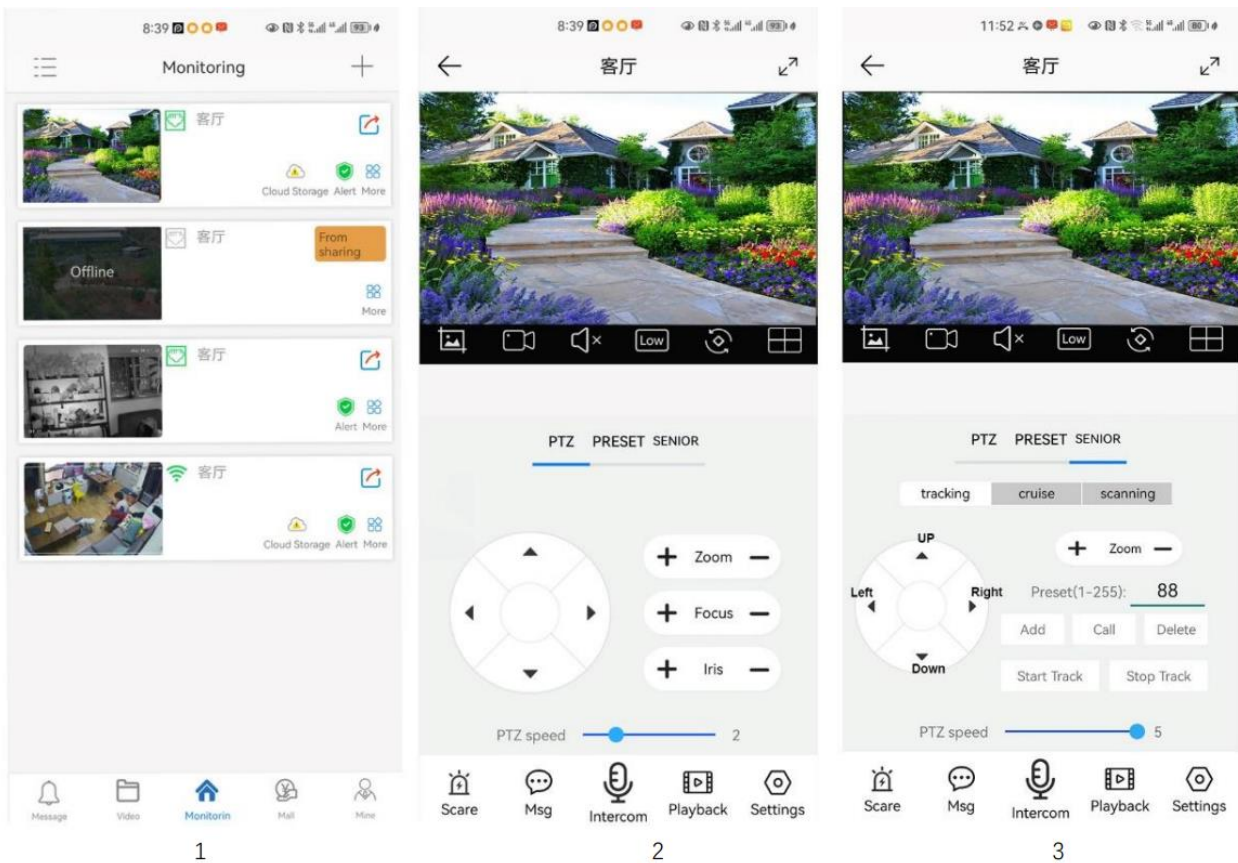 8:39
93
Monitoring
客厅
Cloud Storage Alert More
From
sharing
客厅
Offline
More
客厅
Alert More
客厅
Cloud Storage Alert More
Message Video Monitorin Mall Mine
1
8:39
93
客厅
Low
PTZ PRESET SENIOR
+ Zoom −
+ Focus −
+ Iris −
PTZ speed 2
Scare Msg Intercom Playback Settings
2
11:52
80
客厅
Low
PTZ PRESET SENIOR
tracking cruise scanning
UP
+ Zoom −
Left Right Preset(1-255): 88
Add Call Delete
Down
Start Track Stop Track
PTZ speed 5
Scare Msg Intercom Playback Settings
3